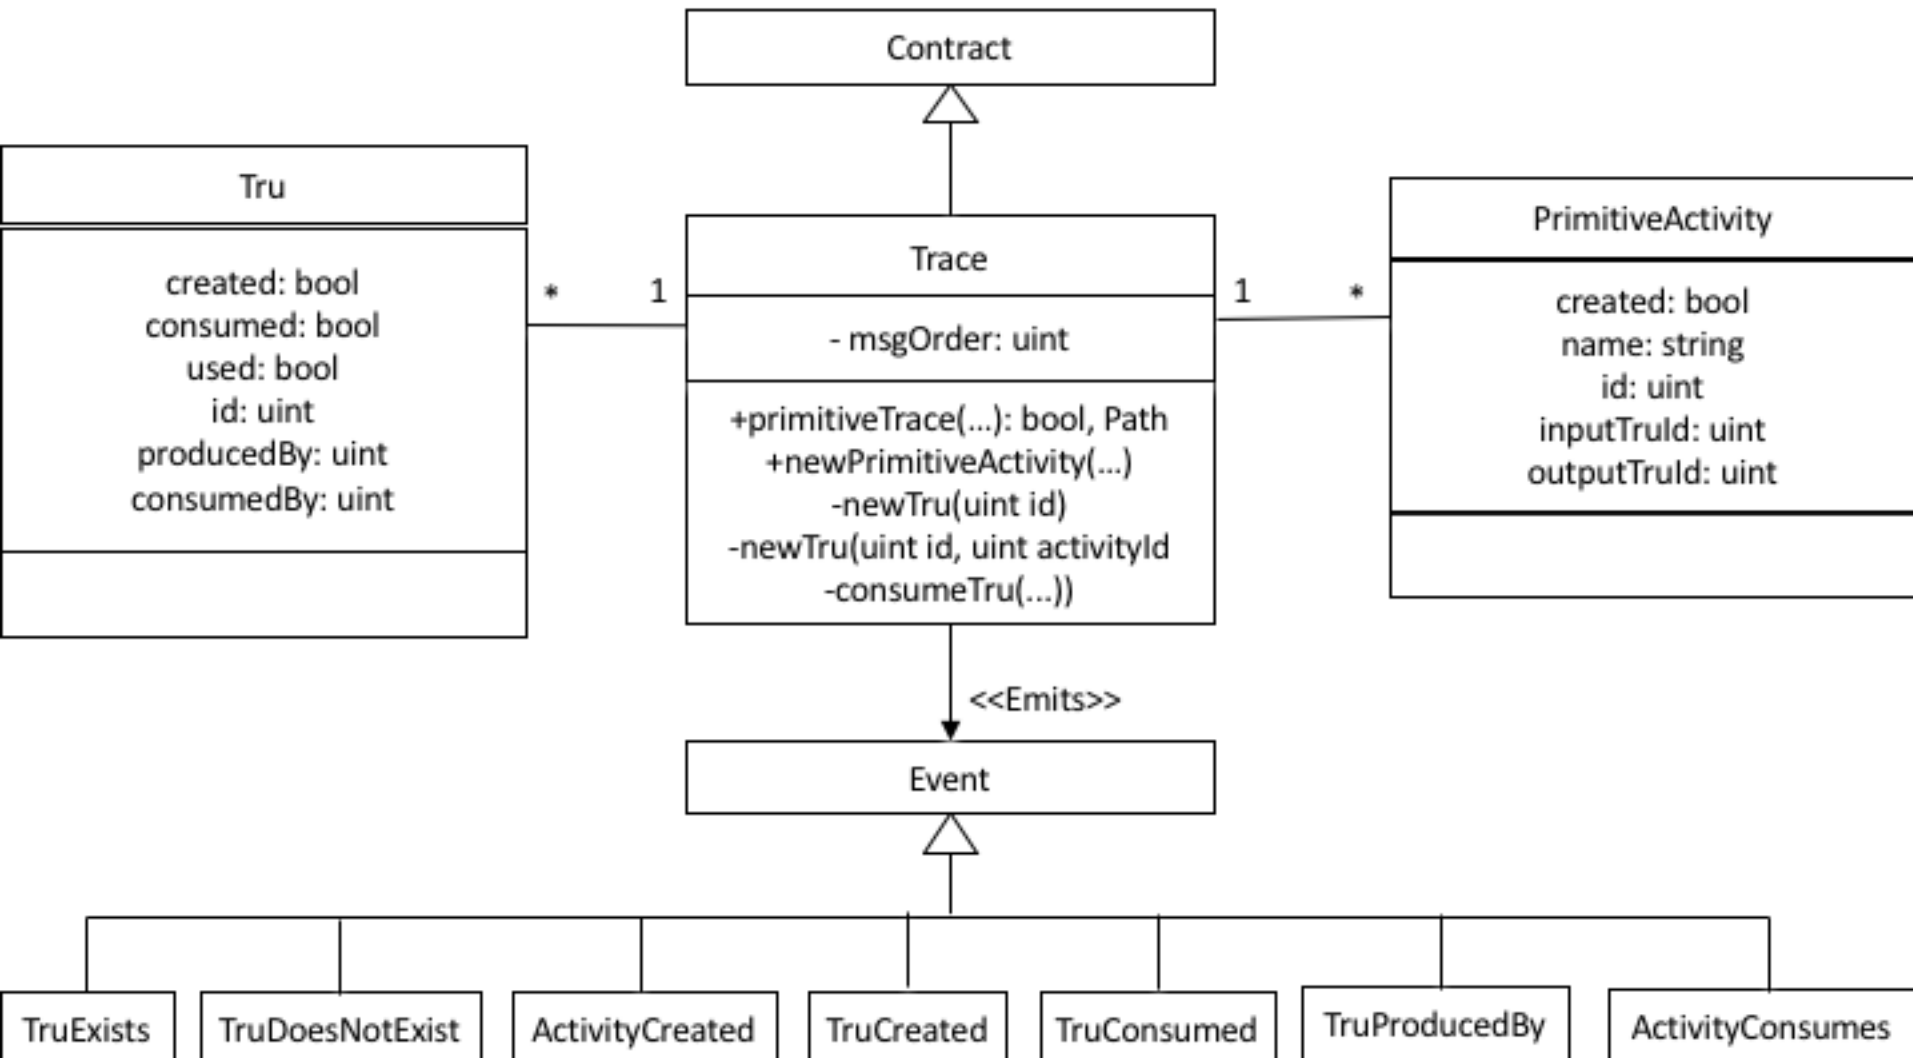 Contract
Tru
created: bool
consumed: bool
used: bool
id: uint
producedBy: uint
consumedBy: uint
*
1
Trace
- msgOrder: uint
+primitiveTrace(...): bool, Path
+newPrimitiveActivity(...)
-newTru(uint id)
-newTru(uint id, uint activityId
-consumeTru(...))
1
*
PrimitiveActivity
created: bool
name: string
id: uint
inputTruId: uint
outputTruId: uint
<<Emits>>
Event
TruExists
TruDoesNotExist
ActivityCreated
TruCreated
TruConsumed
TruProducedBy
ActivityConsumes